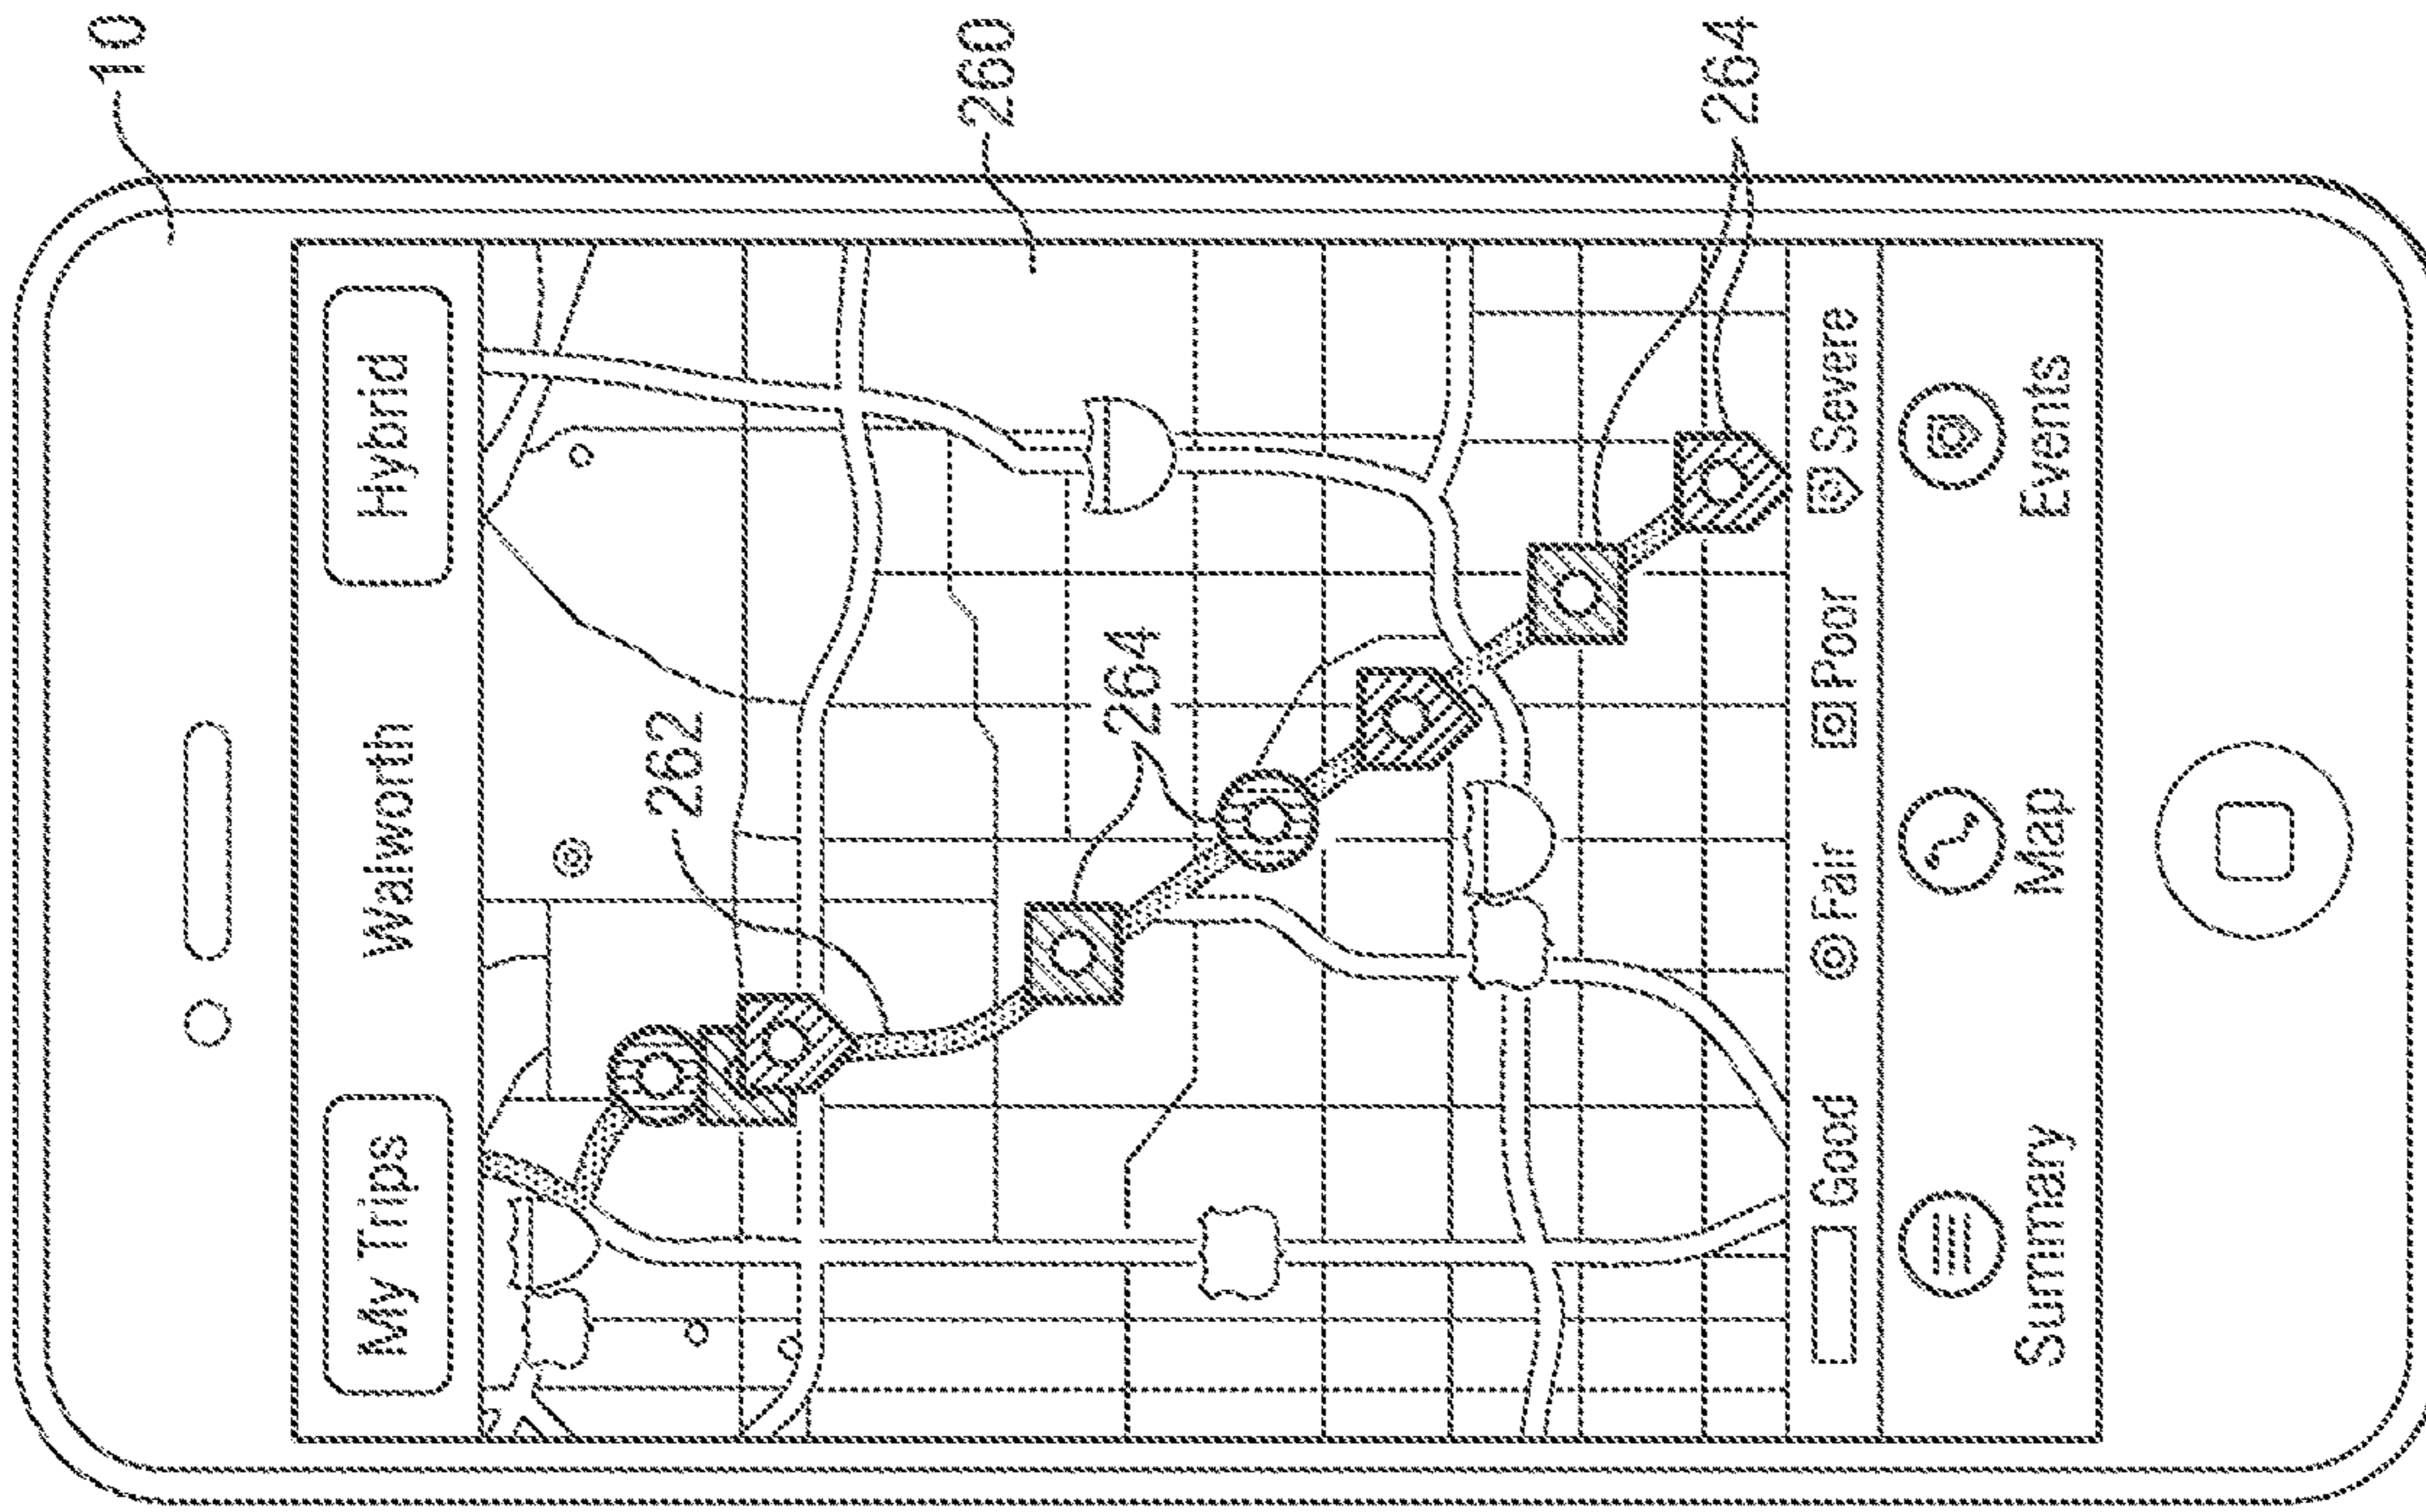 10
My Trips Walworth Hybrid
262
260
264
264
Good Fair Poor Severe
Summary Map Events